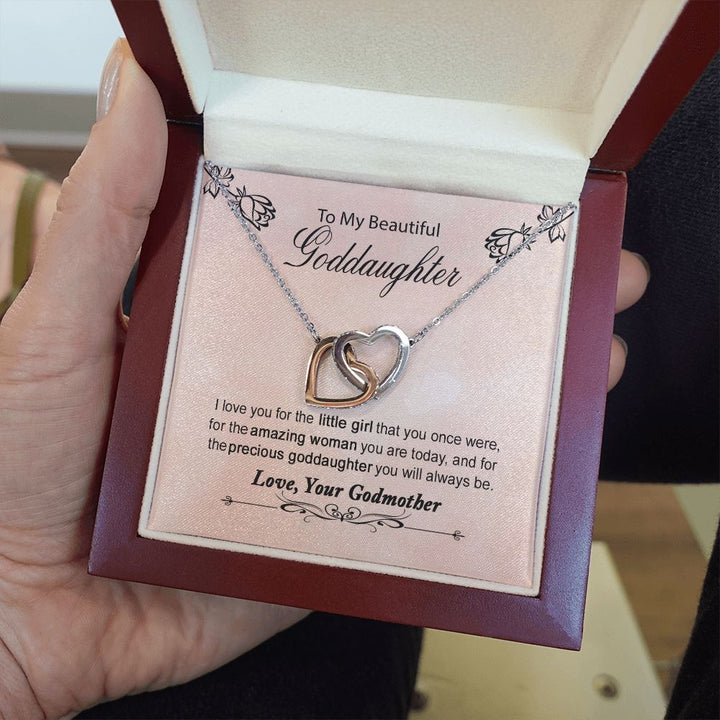 To My Beautiful
Goddaughter
I love you for the little girl that you once were,
for the amazing woman you are today, and for
the precious goddaughter you will always be.
Love, Your Godmother